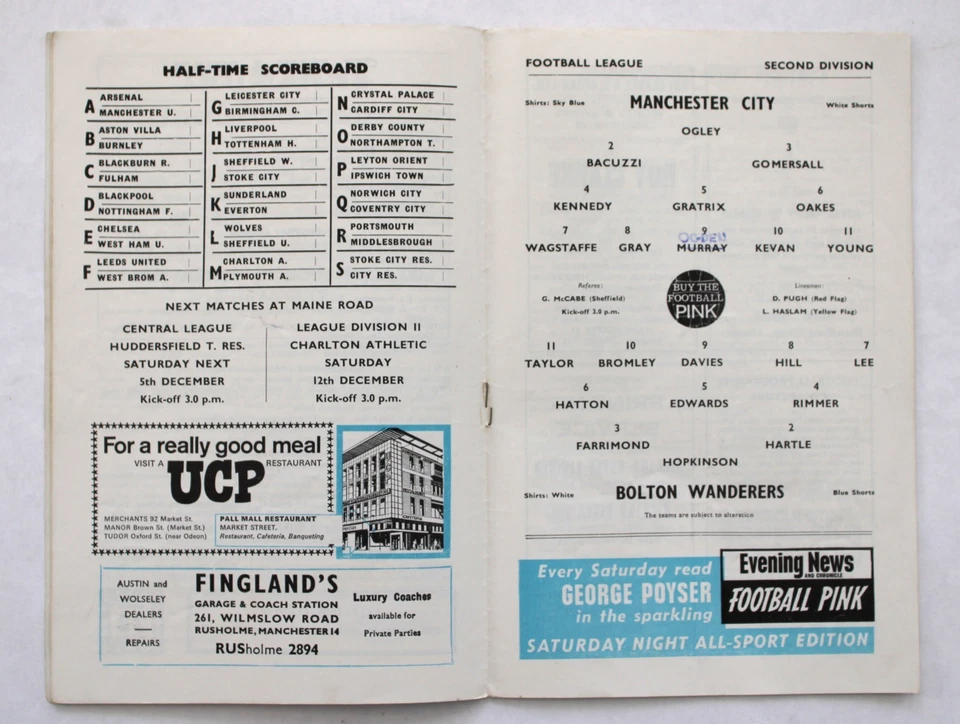 HALF-TIME SCOREBOARD
A ARSENAL
MANCHESTER U.
B ASTON VILLA
BURNLEY
C BLACKBURN R.
FULHAM
D BLACKPOOL
NOTTINGHAM F.
E CHELSEA
WEST HAM U.
F LEEDS UNITED
WEST BROM A.
G LEICESTER CITY
BIRMINGHAM C.
H LIVERPOOL
TOTTENHAM H.
J SHEFFIELD W.
STOKE CITY
K SUNDERLAND
EVERTON
L WOLVES
SHEFFIELD U.
M CHARLTON A.
PLYMOUTH A.
N CRYSTAL PALACE
CARDIFF CITY
O DERBY COUNTY
NORTHAMPTON T.
P LEYTON ORIENT
IPSWICH TOWN
Q NORWICH CITY
COVENTRY CITY
R PORTSMOUTH
MIDDLESBROUGH
S STOKE CITY RES.
CITY RES.
NEXT MATCHES AT MAINE ROAD
CENTRAL LEAGUE
HUDDERSFIELD T. RES.
SATURDAY NEXT
5th DECEMBER
Kick-off 3.0 p.m.
LEAGUE DIVISION II
CHARLTON ATHLETIC
SATURDAY
12th DECEMBER
Kick-off 3.0 p.m.
For a really good meal
VISIT A UCP RESTAURANT
MERCHANTS 92 Market St.
MANOR Brown St. (Market St.)
TUDOR Oxford St. (near Odeon)
PALL MALL RESTAURANT
MARKET STREET,
Restaurant, Cafeteria, Banqueting
AUSTIN and
WOLSELEY
DEALERS
REPAIRS
FINGLAND'S
GARAGE & COACH STATION
261, WILMSLOW ROAD
RUSHOLME, MANCHESTER 14
RUSholme 2894
Luxury Coaches
available for
Private Parties
FOOTBALL LEAGUE SECOND DIVISION
Shirts: Sky Blue MANCHESTER CITY White Shorts
OGLEY
2 3
BACUZZI GOMERSALL
4 5 6
KENNEDY GRATRIX OAKES
7 8 9 10 11
OGDEN
WAGSTAFFE GRAY MURRAY KEVAN YOUNG
Referee:
G. McCABE (Sheffield)
Kick-off 3.0 p.m.
BUY THE
FOOTBALL
PINK
Linesmen:
D. PUGH (Red Flag)
L. HASLAM (Yellow Flag)
11 10 9 8 7
TAYLOR BROMLEY DAVIES HILL LEE
6 5 4
HATTON EDWARDS RIMMER
3 2
FARRIMOND HARTLE
HOPKINSON
Shirts: White BOLTON WANDERERS Blue Shorts
The teams are subject to alteration
Every Saturday read
GEORGE POYSER
in the sparkling
Evening News
AND CHRONICLE
FOOTBALL PINK
SATURDAY NIGHT ALL-SPORT EDITION